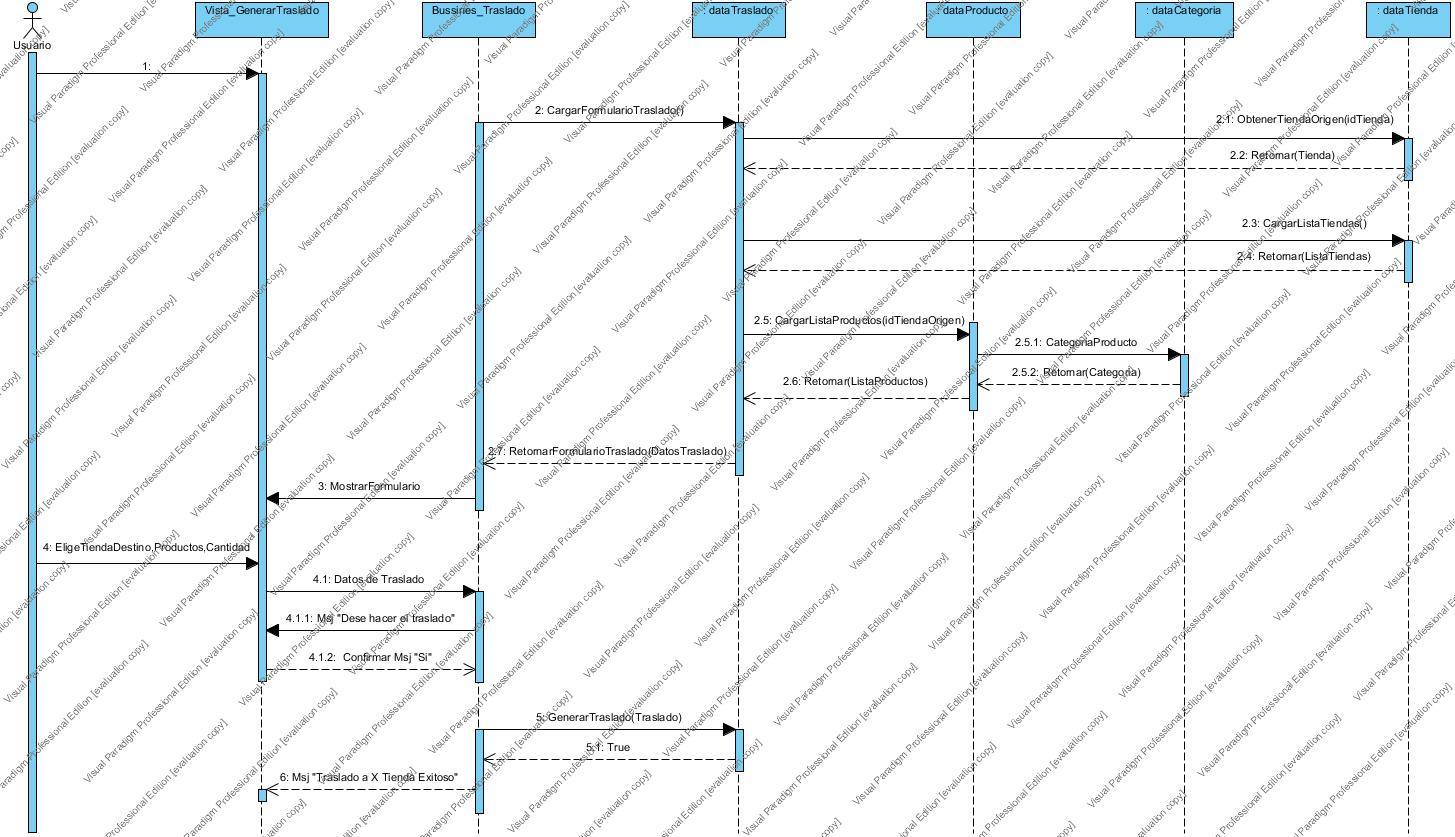 Usuario
Vista_GenerarTraslado
Bussines_Traslado
: dataTraslado
: dataProducto
: dataCategoria
: dataTienda
1:
2: CargarFormularioTraslado()
2.1: ObtenerTiendaOrigen(idTienda)
2.2: Retornar(Tienda)
2.3: CargarListaTiendas()
2.4: Retornar(ListaTiendas)
2.5: CargarListaProductos(idTiendaOrigen)
2.5.1: CategoriaProducto
2.5.2: Retornar(Categoria)
2.6: Retornar(ListaProductos)
2.7: RetornarFormularioTraslado(DatosTraslado)
3: MostrarFormulario
4: EligeTiendaDestino,Productos,Cantidad
4.1: Datos de Traslado
4.1.1: Msj "Dese hacer el traslado"
4.1.2: Confirmar Msj "Si"
5: GenerarTraslado(Traslado)
5.1: True
6: Msj "Traslado a X Tienda Exitoso"
Visual Paradigm Professional Edition [evaluation copy]